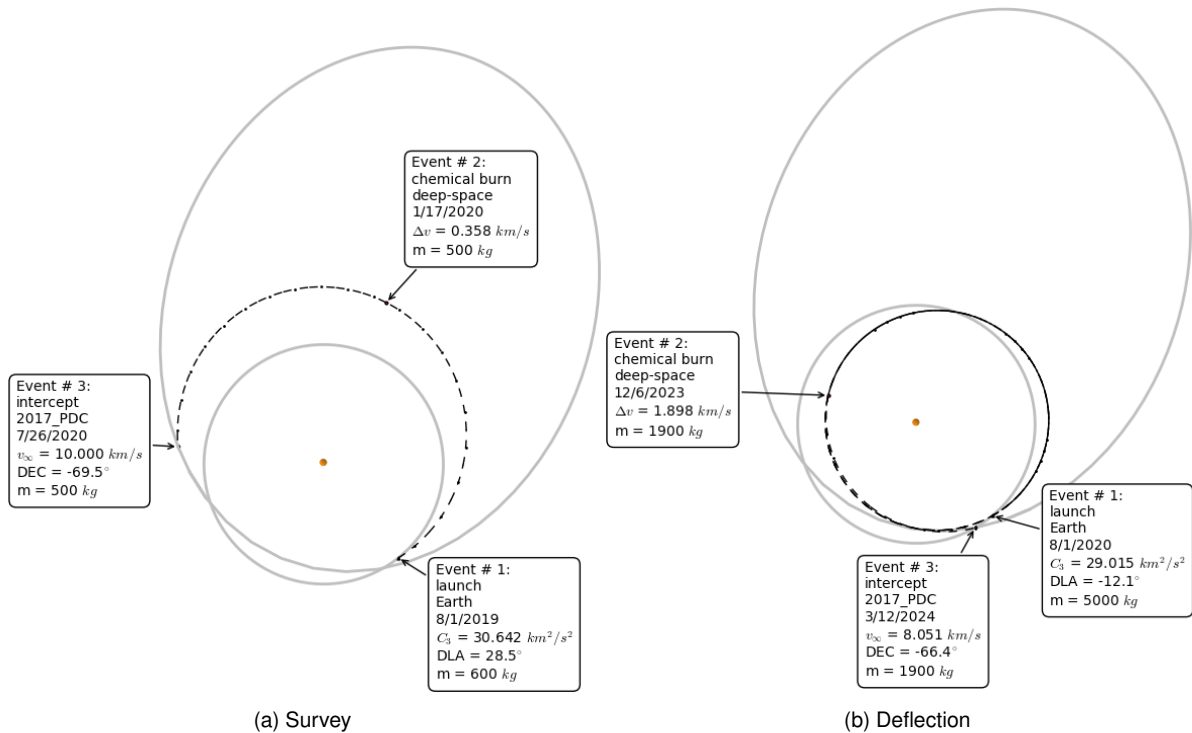 Event # 2:
chemical burn
deep-space
1/17/2020
Δv = 0.358 km/s
m = 500 kg
Event # 3:
intercept
2017_PDC
7/26/2020
v∞ = 10.000 km/s
DEC = -69.5°
m = 500 kg
Event # 1:
launch
Earth
8/1/2019
C₃ = 30.642 km²/s²
DLA = 28.5°
m = 600 kg
(a) Survey
Event # 2:
chemical burn
deep-space
12/6/2023
Δv = 1.898 km/s
m = 1900 kg
Event # 1:
launch
Earth
8/1/2020
C₃ = 29.015 km²/s²
DLA = -12.1°
m = 5000 kg
Event # 3:
intercept
2017_PDC
3/12/2024
v∞ = 8.051 km/s
DEC = -66.4°
m = 1900 kg
(b) Deflection